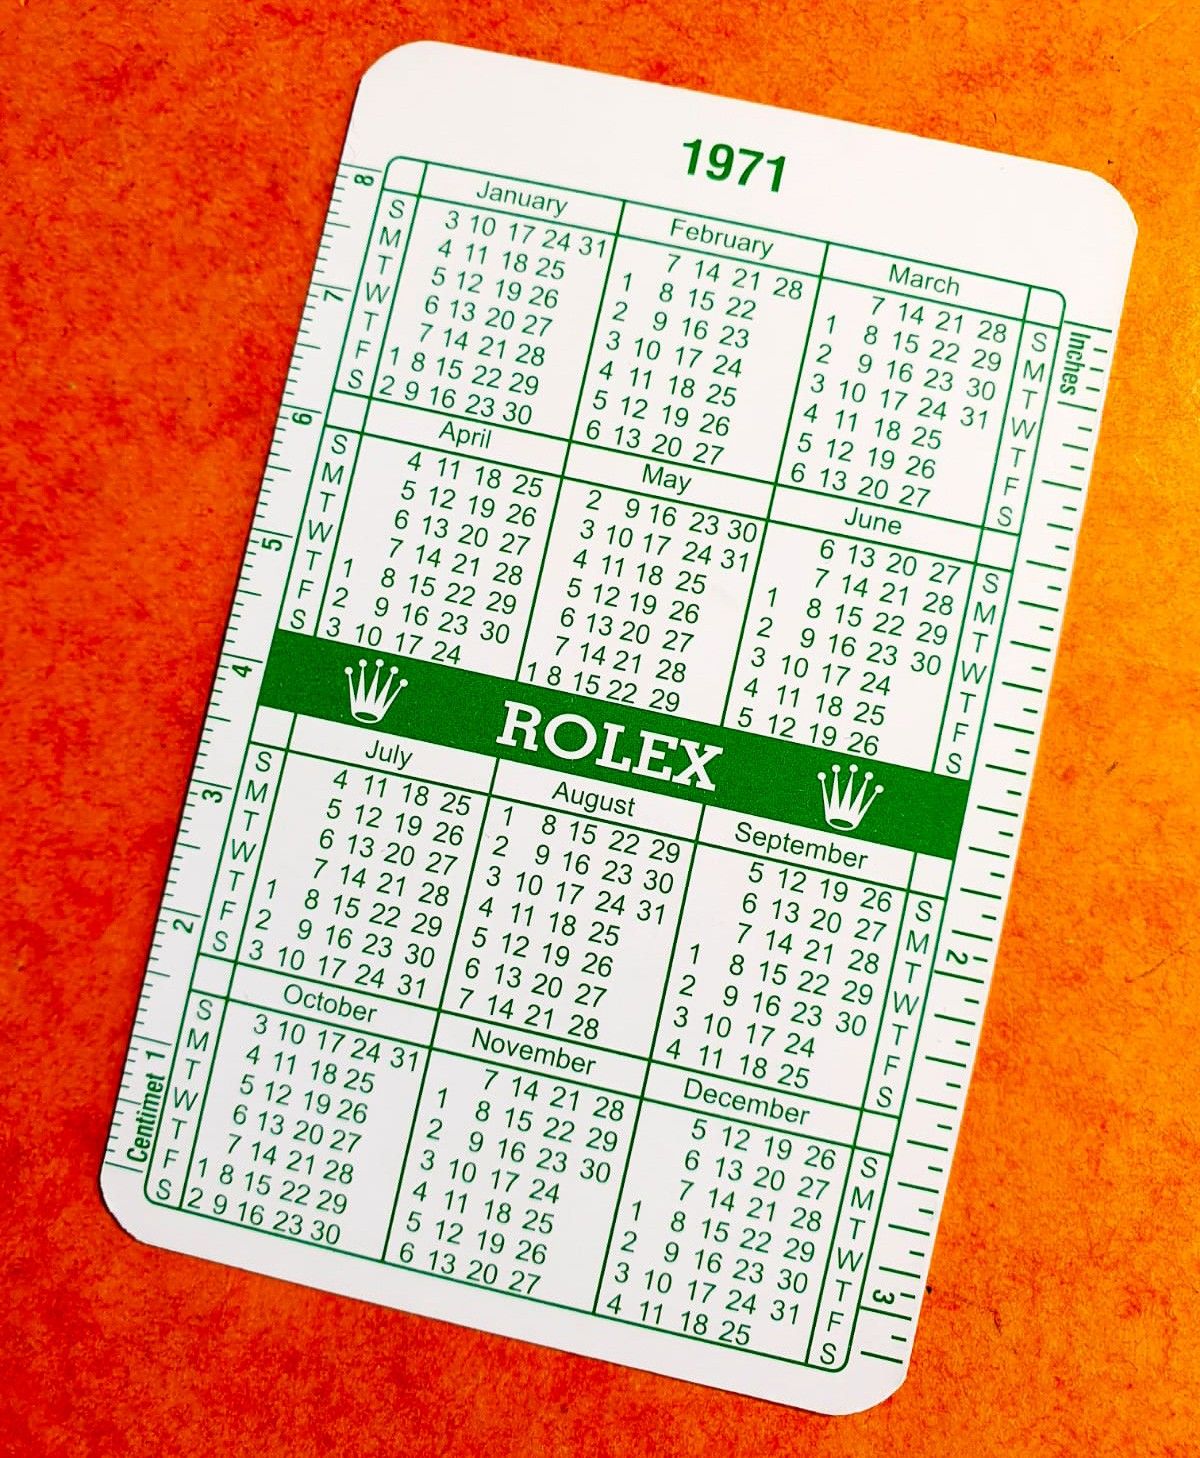 1971
January
S 3 10 17 24 31
M 4 11 18 25
T 5 12 19 26
W 6 13 20 27
T 7 14 21 28
F 1 8 15 22 29
S 2 9 16 23 30
February
7 14 21 28
1 8 15 22
2 9 16 23
3 10 17 24
4 11 18 25
5 12 19 26
6 13 20 27
March
7 14 21 28 S
1 8 15 22 29 M
2 9 16 23 30 T
3 10 17 24 31 W
4 11 18 25 T
5 12 19 26 F
6 13 20 27 S
April
S 4 11 18 25
M 5 12 19 26
T 6 13 20 27
W 7 14 21 28
T 1 8 15 22 29
F 2 9 16 23 30
S 3 10 17 24
May
2 9 16 23 30
3 10 17 24 31
4 11 18 25
5 12 19 26
6 13 20 27
7 14 21 28
1 8 15 22 29
June
6 13 20 27 S
7 14 21 28 M
1 8 15 22 29 T
2 9 16 23 30 W
3 10 17 24 T
4 11 18 25 F
5 12 19 26 S
ROLEX
July
S 4 11 18 25
M 5 12 19 26
T 6 13 20 27
W 7 14 21 28
T 1 8 15 22 29
F 2 9 16 23 30
S 3 10 17 24 31
August
1 8 15 22 29
2 9 16 23 30
3 10 17 24 31
4 11 18 25
5 12 19 26
6 13 20 27
7 14 21 28
September
5 12 19 26 S
6 13 20 27 M
7 14 21 28 T
1 8 15 22 29 W
2 9 16 23 30 T
3 10 17 24 F
4 11 18 25 S
October
S 3 10 17 24 31
M 4 11 18 25
T 5 12 19 26
W 6 13 20 27
T 7 14 21 28
F 1 8 15 22 29
S 2 9 16 23 30
November
7 14 21 28
1 8 15 22 29
2 9 16 23 30
3 10 17 24
4 11 18 25
5 12 19 26
6 13 20 27
December
5 12 19 26 S
6 13 20 27 M
7 14 21 28 T
1 8 15 22 29 W
2 9 16 23 30 T
3 10 17 24 31 F
4 11 18 25 S
Centimet 1 2 3 4 5 6 7 8
Inches 2 3